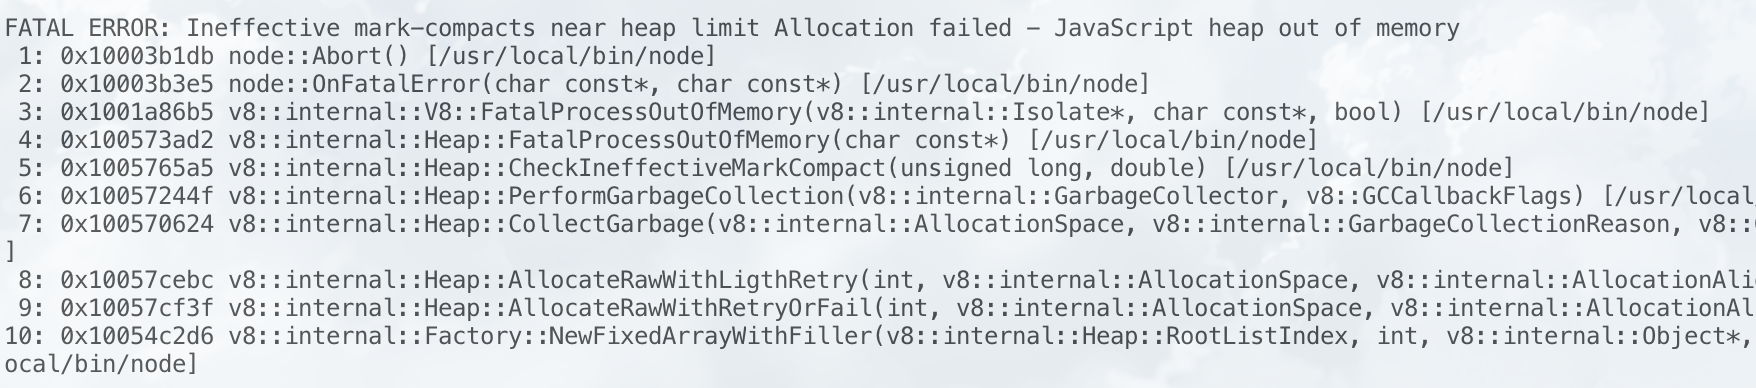 FATAL ERROR: Ineffective mark-compacts near heap limit Allocation failed - JavaScript heap out of memory
1: 0x10003b1db node::Abort() [/usr/local/bin/node]
2: 0x10003b3e5 node::OnFatalError(char const*, char const*) [/usr/local/bin/node]
3: 0x1001a86b5 v8::internal::V8::FatalProcessOutOfMemory(v8::internal::Isolate*, char const*, bool) [/usr/local/bin/node]
4: 0x100573ad2 v8::internal::Heap::FatalProcessOutOfMemory(char const*) [/usr/local/bin/node]
5: 0x1005765a5 v8::internal::Heap::CheckIneffectiveMarkCompact(unsigned long, double) [/usr/local/bin/node]
6: 0x10057244f v8::internal::Heap::PerformGarbageCollection(v8::internal::GarbageCollector, v8::GCCallbackFlags) [/usr/local
7: 0x100570624 v8::internal::Heap::CollectGarbage(v8::internal::AllocationSpace, v8::internal::GarbageCollectionReason, v8::
]
8: 0x10057cebc v8::internal::Heap::AllocateRawWithLigthRetry(int, v8::internal::AllocationSpace, v8::internal::AllocationAli
9: 0x10057cf3f v8::internal::Heap::AllocateRawWithRetryOrFail(int, v8::internal::AllocationSpace, v8::internal::AllocationAl
10: 0x10054c2d6 v8::internal::Factory::NewFixedArrayWithFiller(v8::internal::Heap::RootListIndex, int, v8::internal::Object*,
ocal/bin/node]